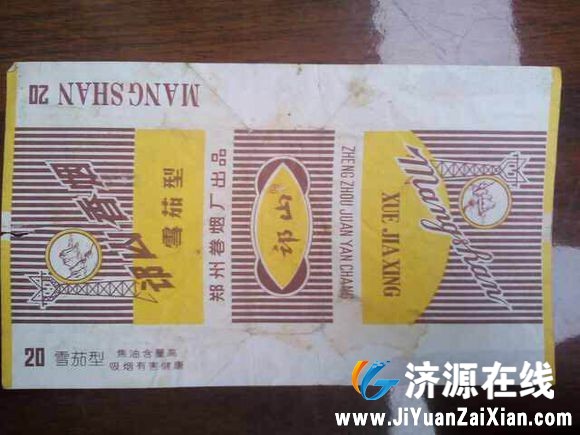 MANGSHAN 20
邙山香烟
雪茄型
郑州卷烟厂出品
邙山
ZHENG ZHOU JUAN YAN CHANG
Mangshan
XUE JIA XING
20 雪茄型
焦油含量高
吸烟有害健康
济源在线
www.JiYuanZaiXian.com